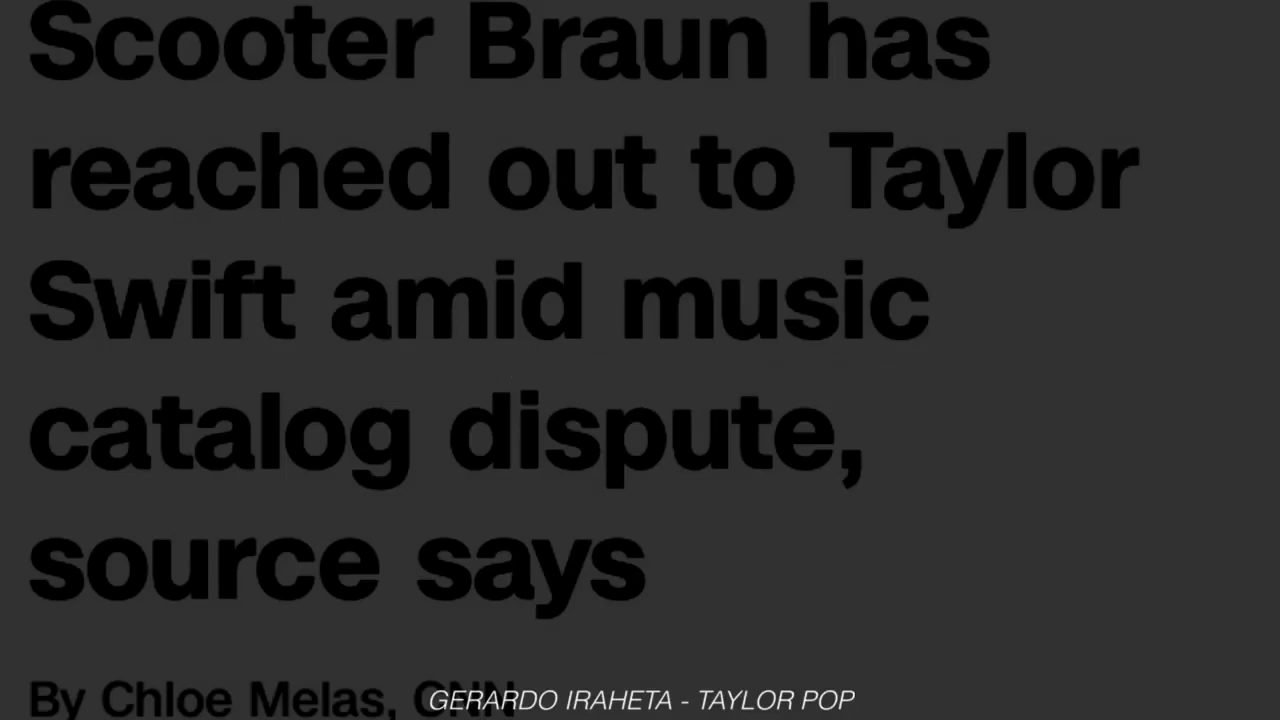 Scooter Braun has
reached out to Taylor
Swift amid music
catalog dispute,
source says
By Chloe Melas, CNN
GERARDO IRAHETA - TAYLOR POP